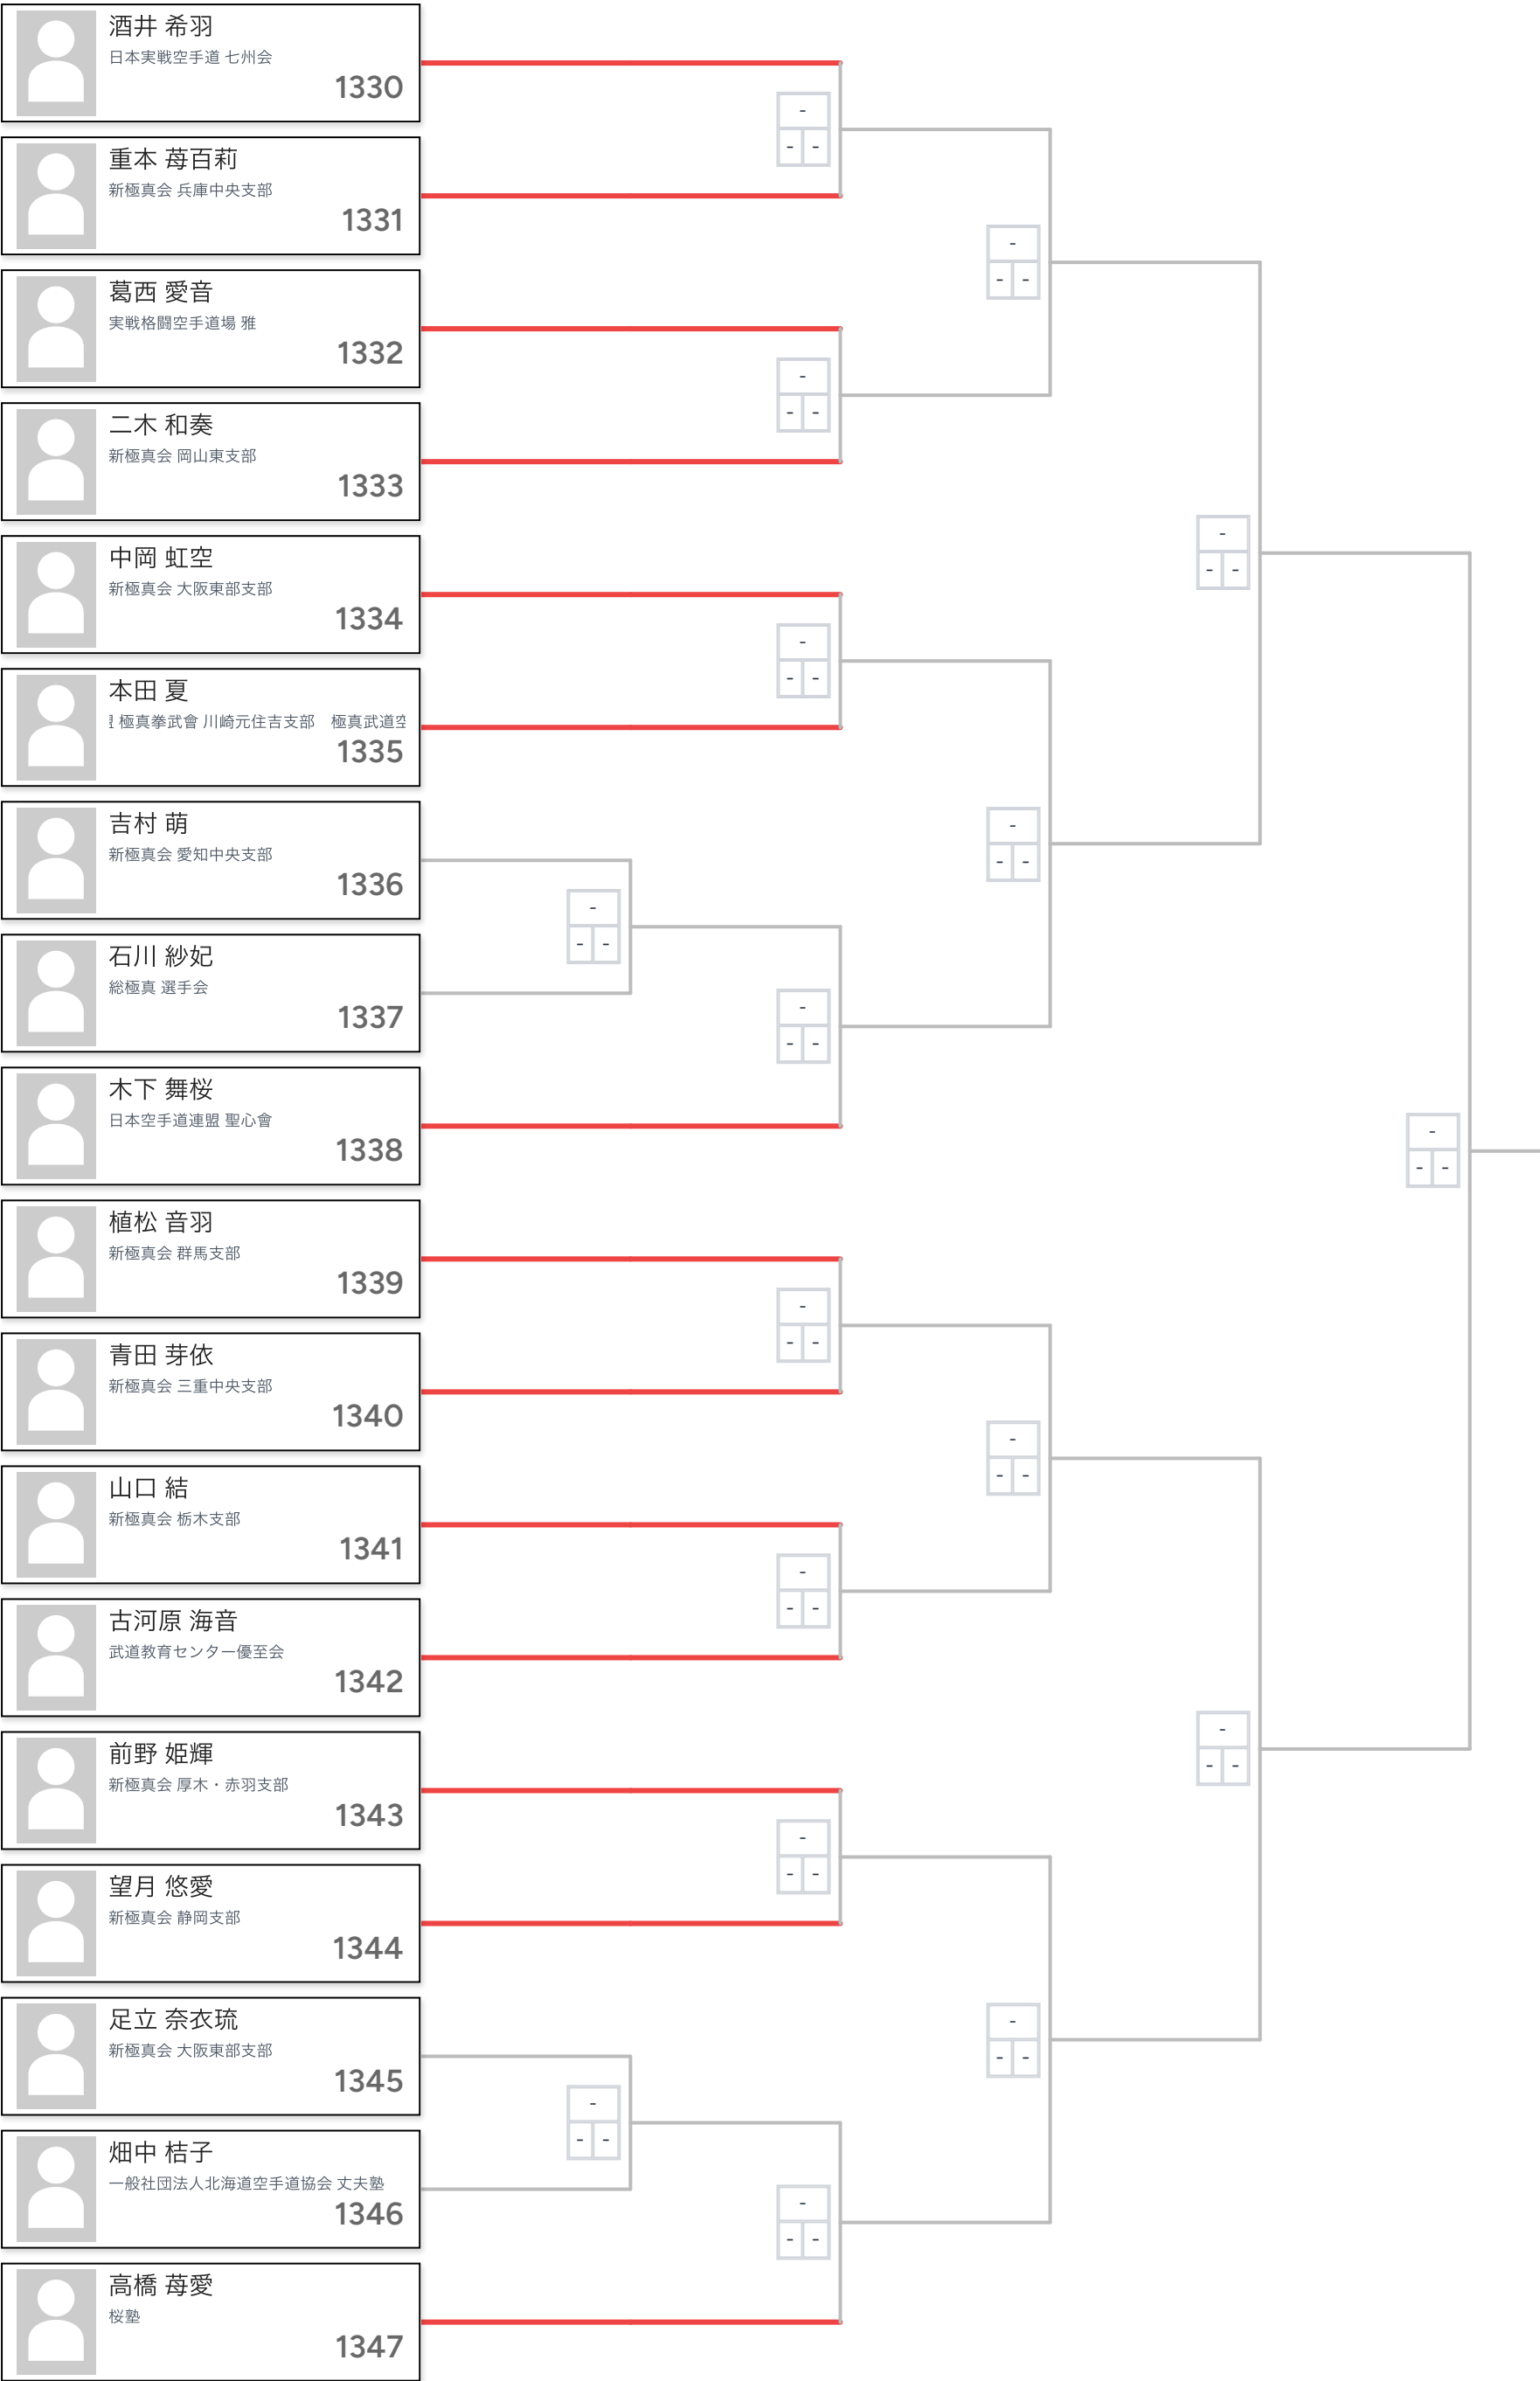 酒井 希羽
日本実戦空手道 七州会
1330
-
- -
重本 苺百莉
新極真会 兵庫中央支部
1331
-
- -
葛西 愛音
実戦格闘空手道場 雅
1332
-
- -
二木 和奏
新極真会 岡山東支部
1333
-
- -
中岡 虹空
新極真会 大阪東部支部
1334
-
- -
本田 夏
極真拳武會 川崎元住吉支部　極真武道空
1335
-
- -
吉村 萌
新極真会 愛知中央支部
1336
-
- -
石川 紗妃
総極真 選手会
1337
-
- -
木下 舞桜
日本空手道連盟 聖心會
1338
-
- -
植松 音羽
新極真会 群馬支部
1339
-
- -
青田 芽依
新極真会 三重中央支部
1340
-
- -
山口 結
新極真会 栃木支部
1341
-
- -
古河原 海音
武道教育センター優至会
1342
-
- -
前野 姫輝
新極真会 厚木・赤羽支部
1343
-
- -
望月 悠愛
新極真会 静岡支部
1344
-
- -
足立 奈衣琉
新極真会 大阪東部支部
1345
-
- -
畑中 桔子
一般社団法人北海道空手道協会 丈夫塾
1346
-
- -
高橋 苺愛
桜塾
1347